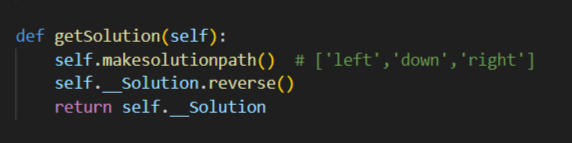 def getSolution(self):
    self.makesolutionpath()  # ['left','down','right']
    self.__Solution.reverse()
    return self.__Solution